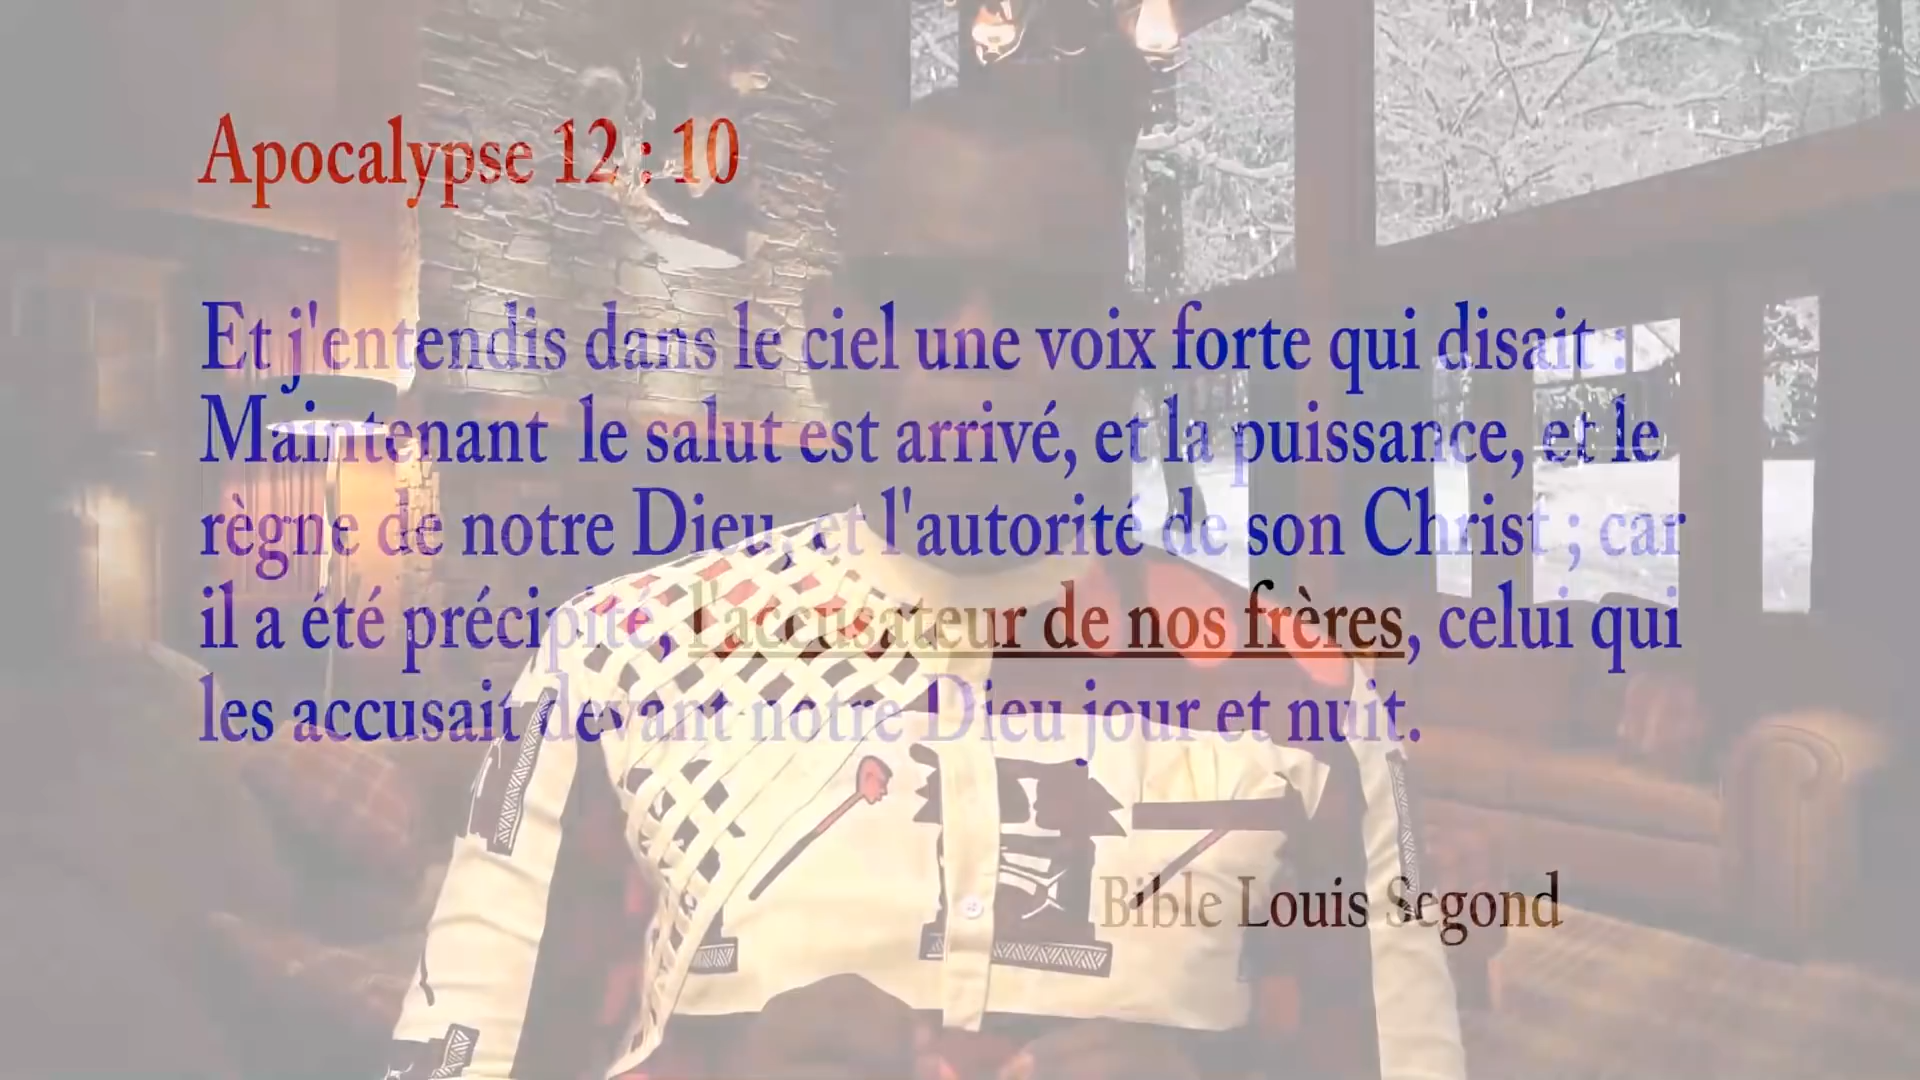 Apocalypse 12 : 10
Et j'entendis dans le ciel une voix forte qui disait :
Maintenant le salut est arrivé, et la puissance, et le
règne de notre Dieu, et l'autorité de son Christ ; car
il a été précipité, l'accusateur de nos frères, celui qui
les accusait devant notre Dieu jour et nuit.
Bible Louis Segond